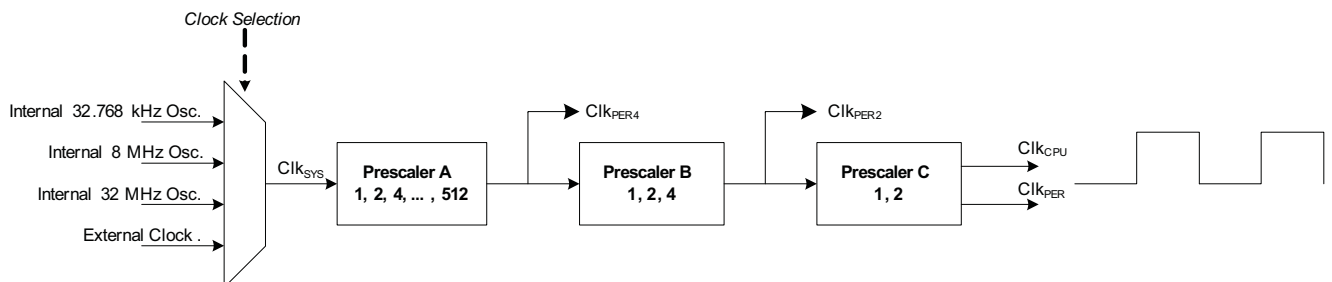 Clock Selection
Internal 32.768 kHz Osc.
Internal 8 MHz Osc.
Internal 32 MHz Osc.
External Clock .
ClkSYS
Prescaler A
1, 2, 4, ... , 512
ClkPER4
Prescaler B
1, 2, 4
ClkPER2
Prescaler C
1, 2
ClkCPU
ClkPER